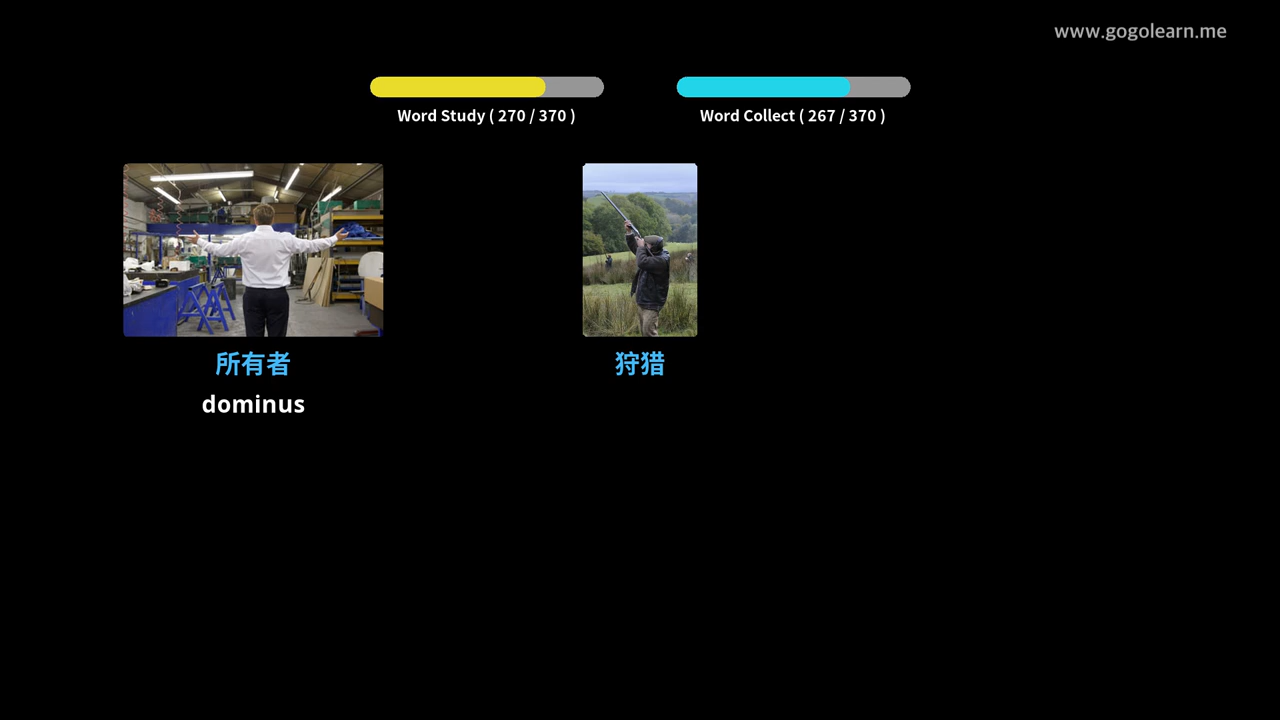 www.gogolearn.me
Word Study ( 270 / 370 )
Word Collect ( 267 / 370 )
所有者
狩猎
dominus